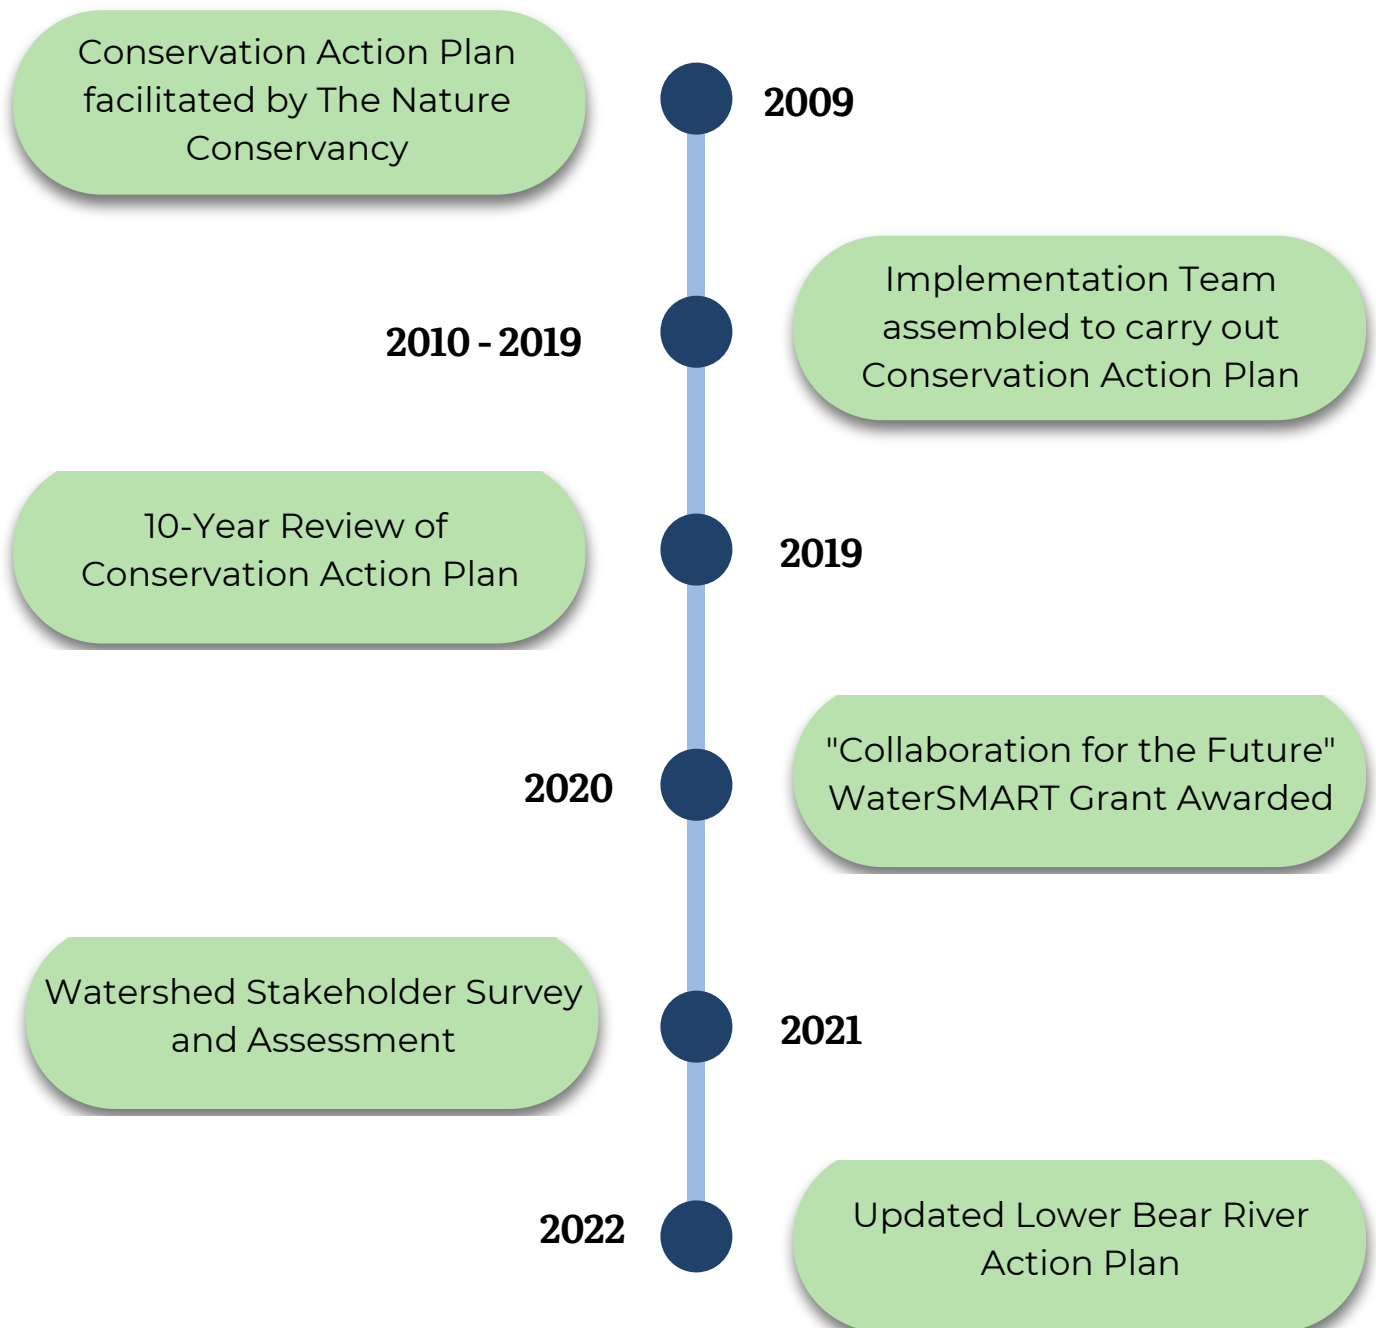 Conservation Action Plan
facilitated by The Nature
Conservancy
2009
2010 - 2019
Implementation Team
assembled to carry out
Conservation Action Plan
10-Year Review of
Conservation Action Plan
2019
2020
"Collaboration for the Future"
WaterSMART Grant Awarded
Watershed Stakeholder Survey
and Assessment
2021
2022
Updated Lower Bear River
Action Plan